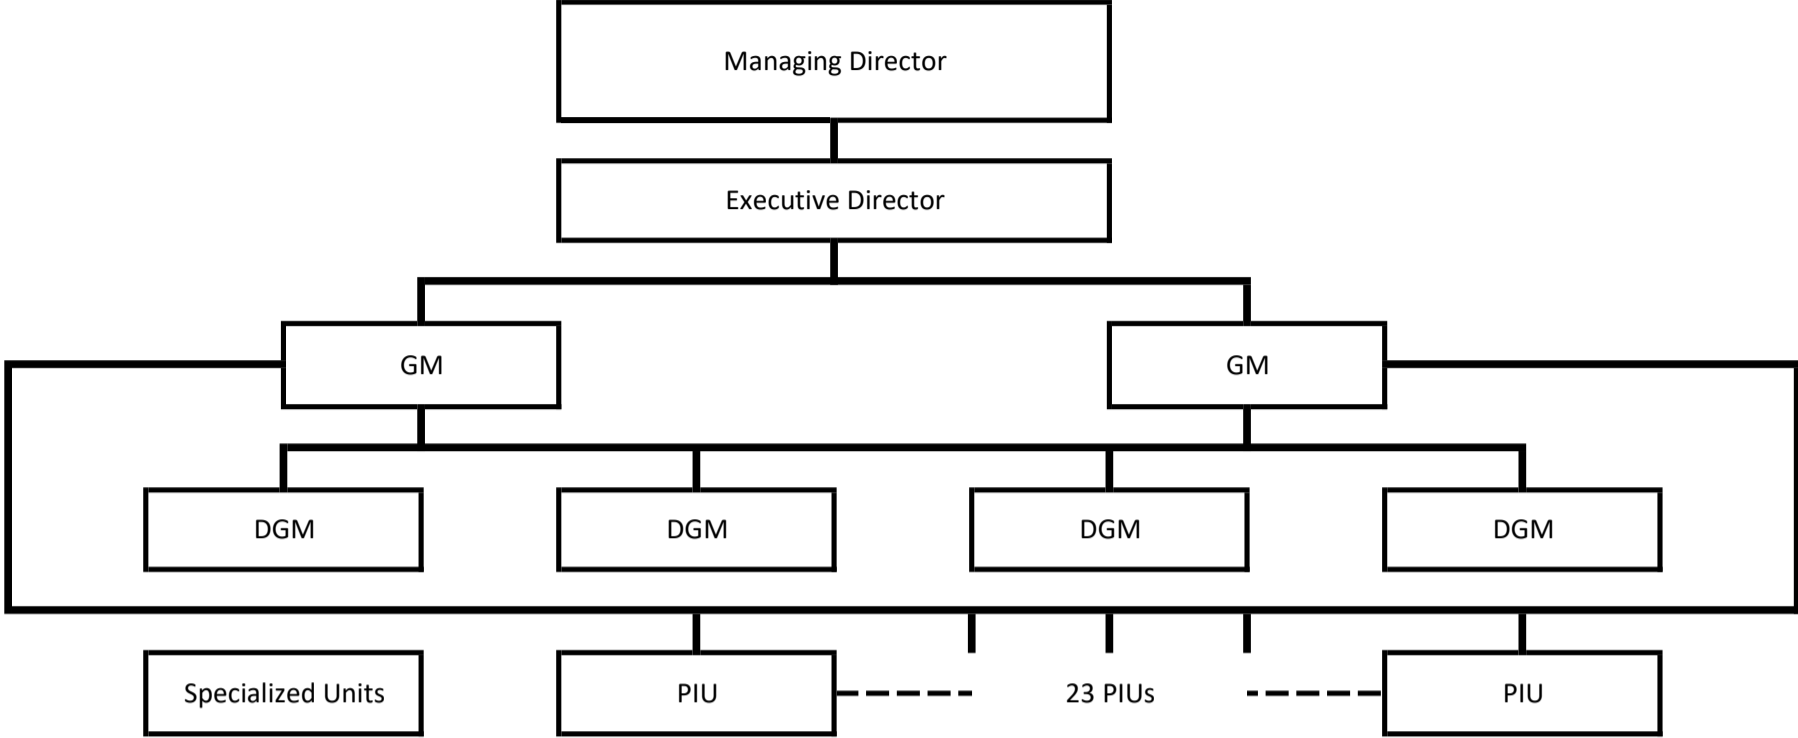 Managing Director
Executive Director
GM
GM
DGM
DGM
DGM
DGM
Specialized Units
PIU
23 PIUs
PIU